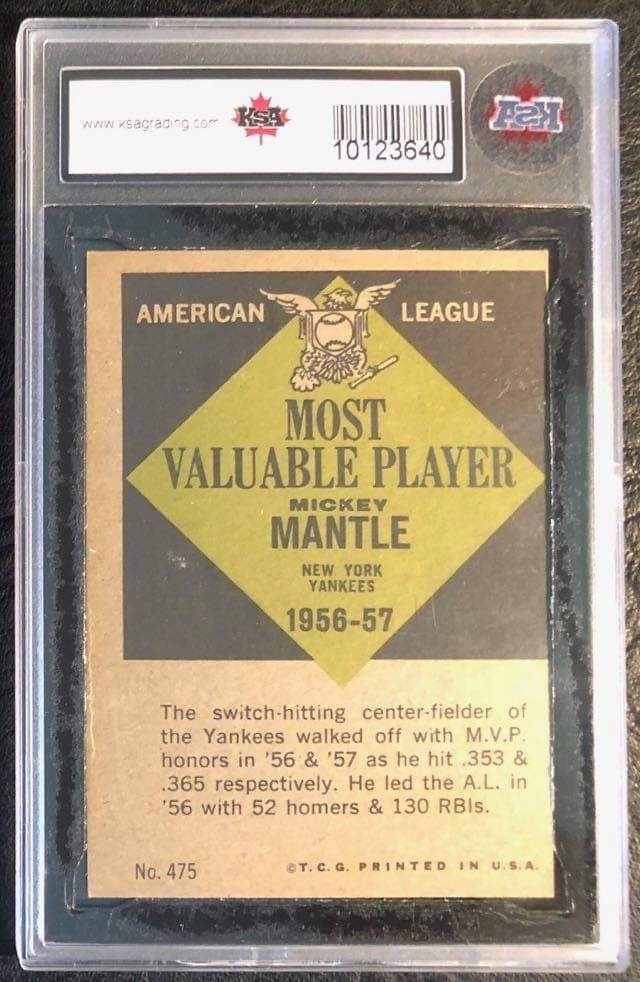 www.ksagrading.com
KSA
10123640
KSA
AMERICAN LEAGUE
MOST
VALUABLE PLAYER
MICKEY
MANTLE
NEW YORK
YANKEES
1956-57
The switch-hitting center-fielder of
the Yankees walked off with M.V.P.
honors in '56 & '57 as he hit .353 &
.365 respectively. He led the A.L. in
'56 with 52 homers & 130 RBIs.
No. 475
©T.C.G. PRINTED IN U.S.A.